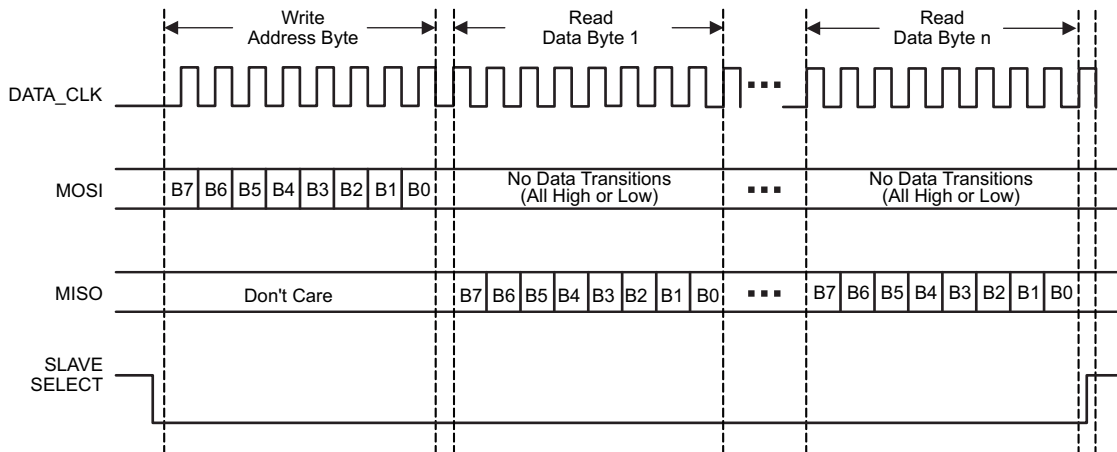 Write
Address Byte
Read
Data Byte 1
Read
Data Byte n
DATA_CLK
MOSI
B7 B6 B5 B4 B3 B2 B1 B0
No Data Transitions
(All High or Low)
No Data Transitions
(All High or Low)
MISO
Don't Care
B7 B6 B5 B4 B3 B2 B1 B0
B7 B6 B5 B4 B3 B2 B1 B0
SLAVE
SELECT